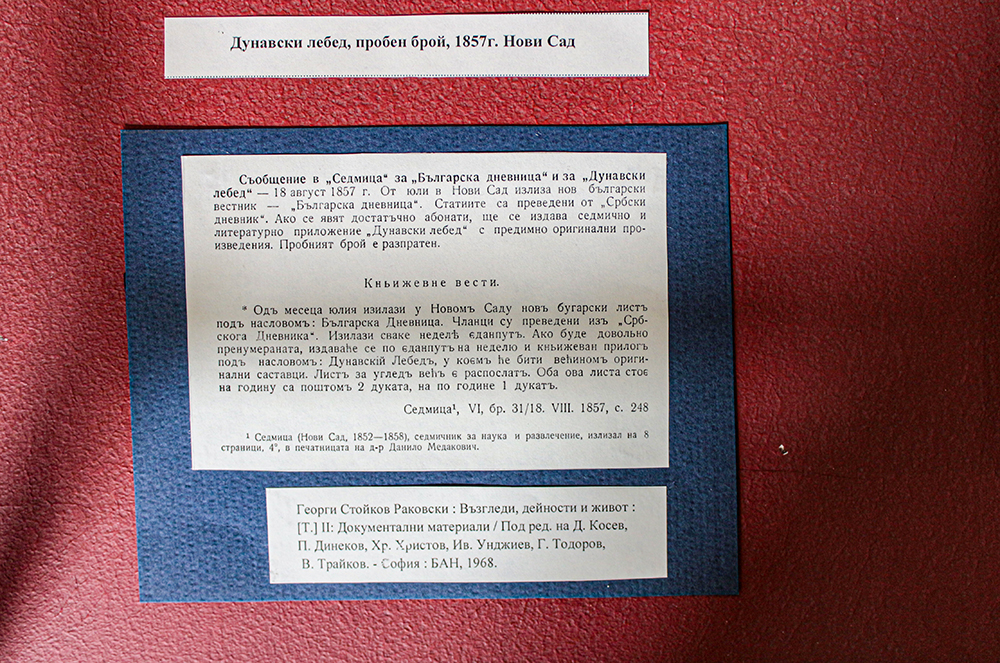 Дунавски лебед, пробен брой, 1857г. Нови Сад
Съобщение в „Седмица“ за „Българска дневница“ и за „Дунавски
лебед“ — 18 август 1857 г. От юли в Нови Сад излиза нов български
вестник — „Българска дневница“. Статиите са преведени от „Србски
дневник“. Ако се явят достатъчно абонати, ще се издава седмично и
литературно приложение „Дунавски лебед“ с предимно оригинални про-
изведения. Пробният брой е разпратен.
Књижевне вести.
* Одъ месеца юлия изилази у Новомъ Саду новъ бугарски листъ
подъ насловомъ: Българска Дневница. Чланци су преведени изъ „Срб-
скога Дневника“. Изилази сваке неделѣ єданпутъ. Ако буде довольно
пренумераната, издаваће се по єданпутъ на неделю и књижеван прилогъ
подъ насловомъ: Дунавскій Лебедъ, у коємъ ће бити већиномъ ориги-
нални саставци. Листъ за угледъ већъ є распослатъ. Оба ова листа стоє
на годину са поштомъ 2 дуката, на по године 1 дукатъ.
Седмица¹, VI, бр. 31/18. VIII. 1857, с. 248
¹ Седмица (Нови Сад, 1852—1858), седмичник за наука и развлечение, излизал на 8
страници, 4°, в печатницата на д-р Данило Медакович.
Георги Стойков Раковски : Възгледи, дейности и живот :
[Т.] II: Документални материали / Под ред. на Д. Косев,
П. Динеков, Хр. Христов, Ив. Унджиев, Г. Тодоров,
В. Трайков. - София : БАН, 1968.